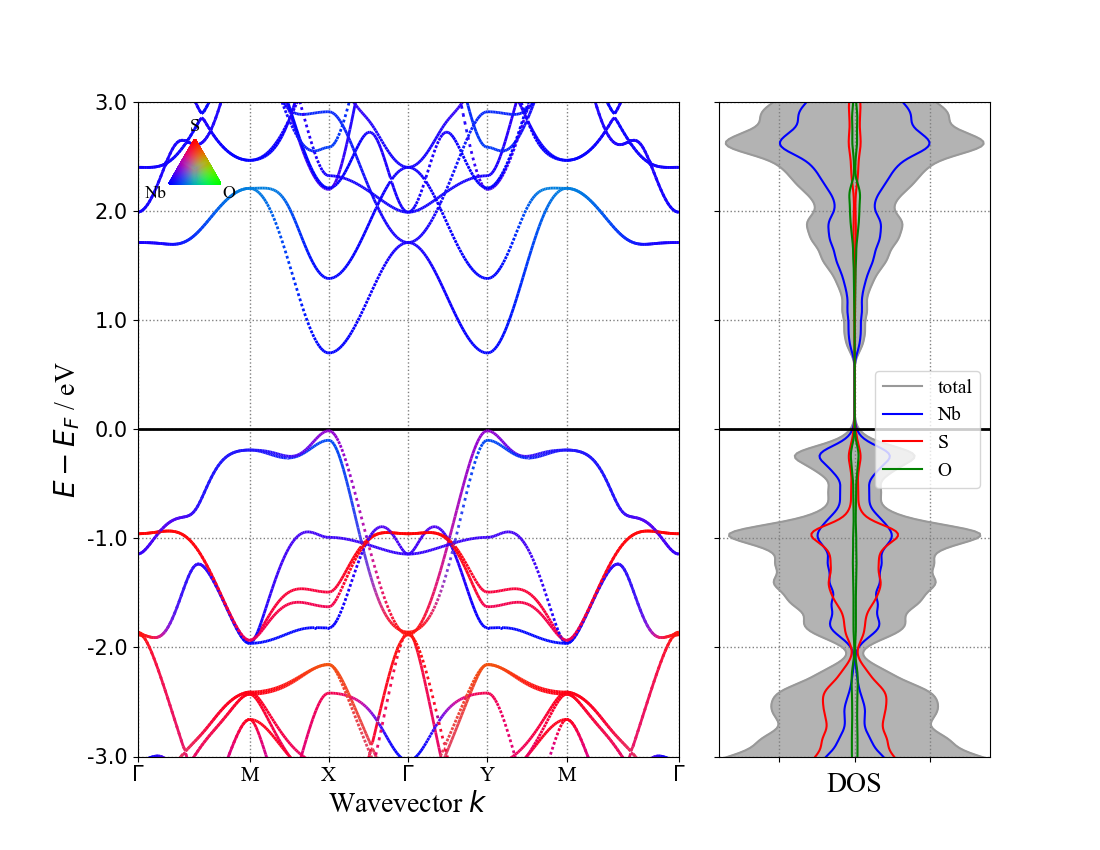 3.0
2.0
1.0
0.0
-1.0
-2.0
-3.0
E − E_F / eV
S
Nb
O
Γ M X Γ Y M Γ
Wavevector k
total
Nb
S
O
DOS